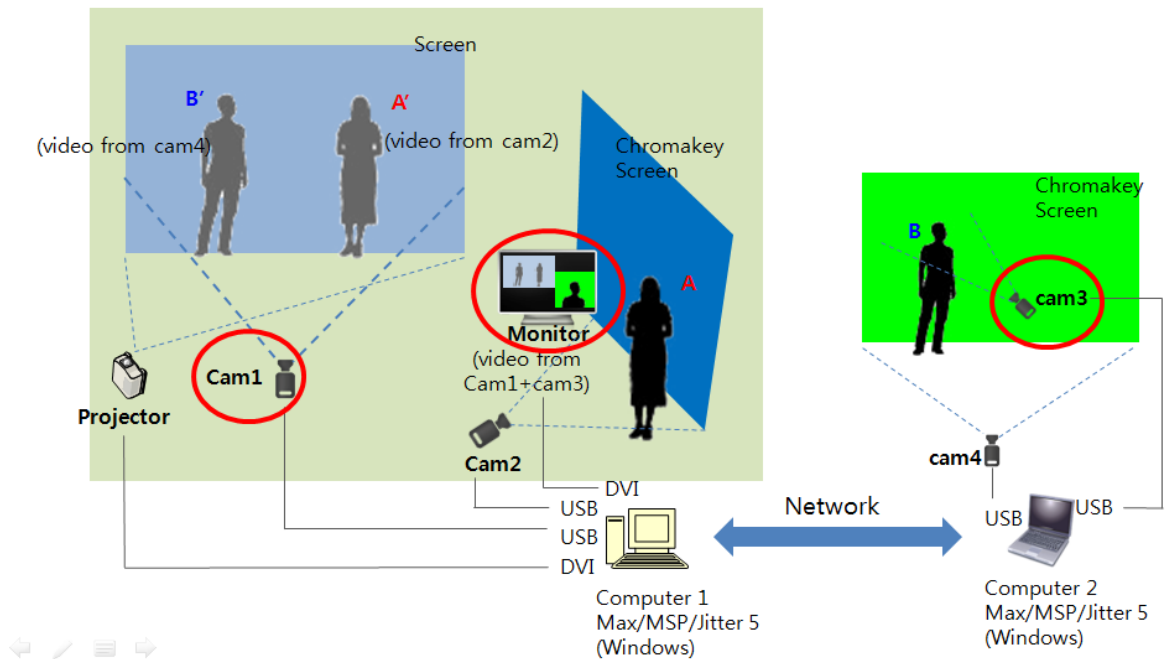 Screen
B’
A’
(video from cam4)
(video from cam2)
Chromakey
Screen
A
Monitor
(video from
Cam1+cam3)
Cam1
Projector
Cam2
Chromakey
Screen
B
cam3
cam4
DVI
USB
USB
DVI
Network
USB
USB
Computer 1
Max/MSP/Jitter 5
(Windows)
Computer 2
Max/MSP/Jitter 5
(Windows)